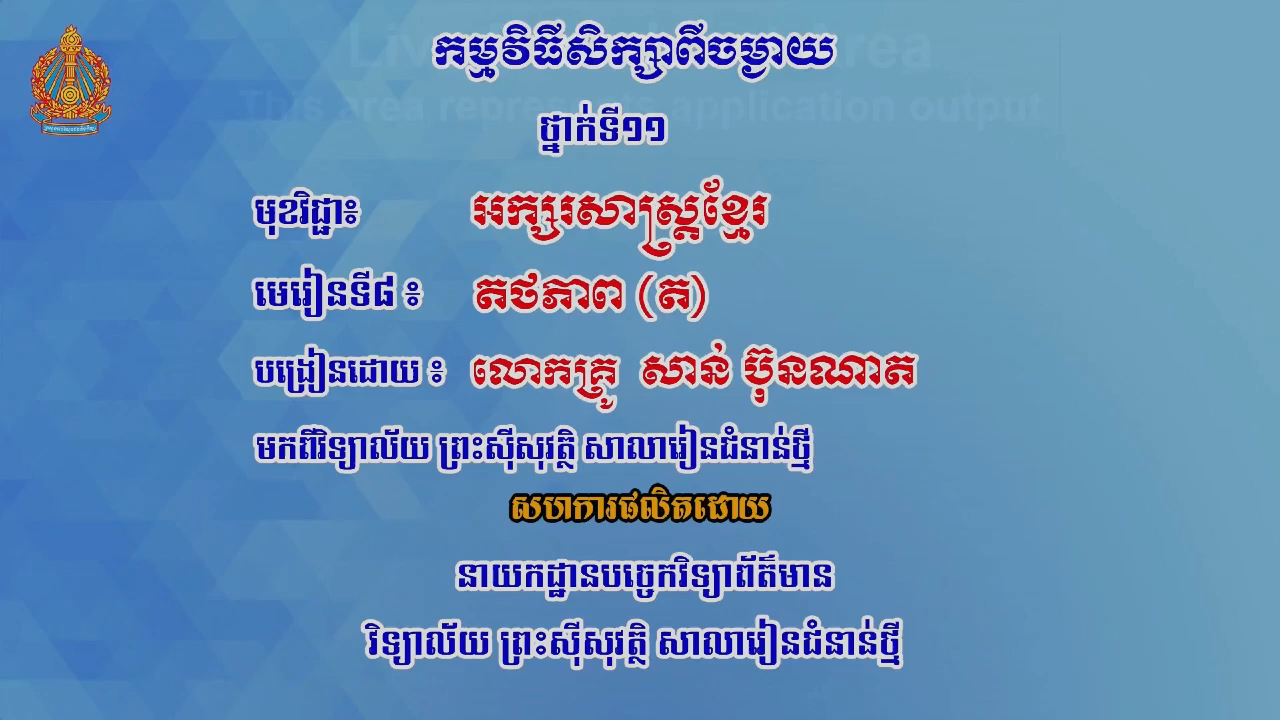 កម្មវិធីសិក្សាពីចម្ងាយ
ថ្នាក់ទី១១
មុខវិជ្ជា៖ អក្សរសាស្ត្រខ្មែរ
មេរៀនទី៨ ៖ តថភាព (ត)
បង្រៀនដោយ ៖ លោកគ្រូ សាន់ ប៊ុនណាត
មកពីវិទ្យាល័យ ព្រះស៊ីសុវត្ថិ សាលារៀនជំនាន់ថ្មី
សហការផលិតដោយ
នាយកដ្ឋានបច្ចេកវិទ្យាព័ត៌មាន
វិទ្យាល័យ ព្រះស៊ីសុវត្ថិ សាលារៀនជំនាន់ថ្មី